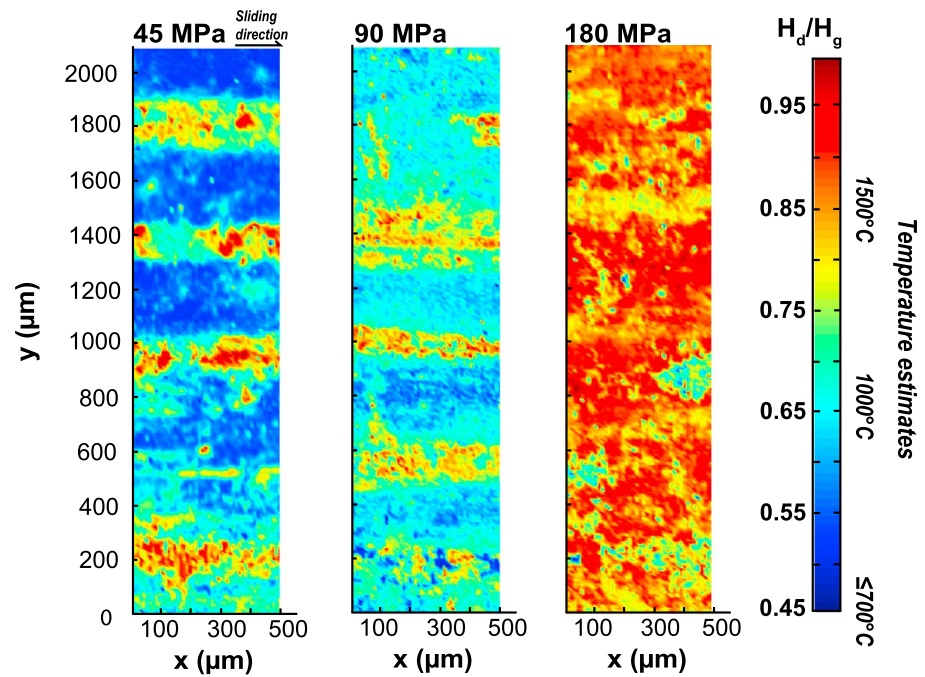 45 MPa
Sliding
direction
90 MPa
180 MPa
Hd/Hg
2000
1800
1600
1400
1200
1000
800
600
400
200
0
y (µm)
100 300 500
x (µm)
100 300 500
x (µm)
100 300 500
x (µm)
0.95
0.85
0.75
0.65
0.55
0.45
1500°C
1000°C
≤700°C
Temperature estimates